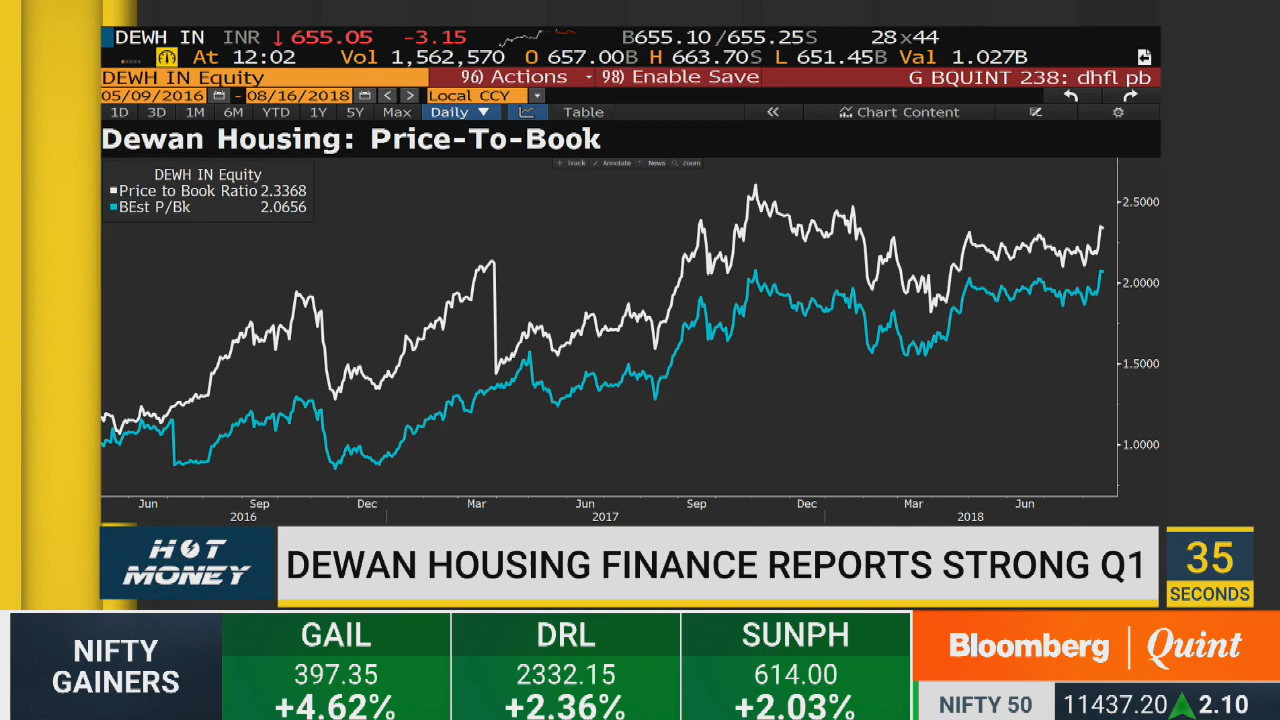 DEWH IN INR ↓ 655.05 -3.15 B655.10/655.25S 28x44
At 12:02 Vol 1,562,570 O 657.00B H 663.70S L 651.45B Val 1.027B
DEWH IN Equity 96) Actions 98) Enable Save G BQUINT 238: dhfl pb
05/09/2016 - 08/16/2018 < > Local CCY
1D 3D 1M 6M YTD 1Y 5Y Max Daily ▼ Table « Chart Content
Dewan Housing: Price-To-Book
Track Annotate News Zoom
DEWH IN Equity
Price to Book Ratio 2.3368
BEst P/Bk 2.0656
2.5000
2.0000
1.5000
1.0000
Jun Sep Dec Mar Jun Sep Dec Mar Jun
2016 2017 2018
HOT
MONEY
DEWAN HOUSING FINANCE REPORTS STRONG Q1
35
SECONDS
NIFTY
GAINERS
GAIL
397.35
+4.62%
DRL
2332.15
+2.36%
SUNPH
614.00
+2.03%
Bloomberg | Quint
NIFTY 50 11437.20 ▲ 2.10